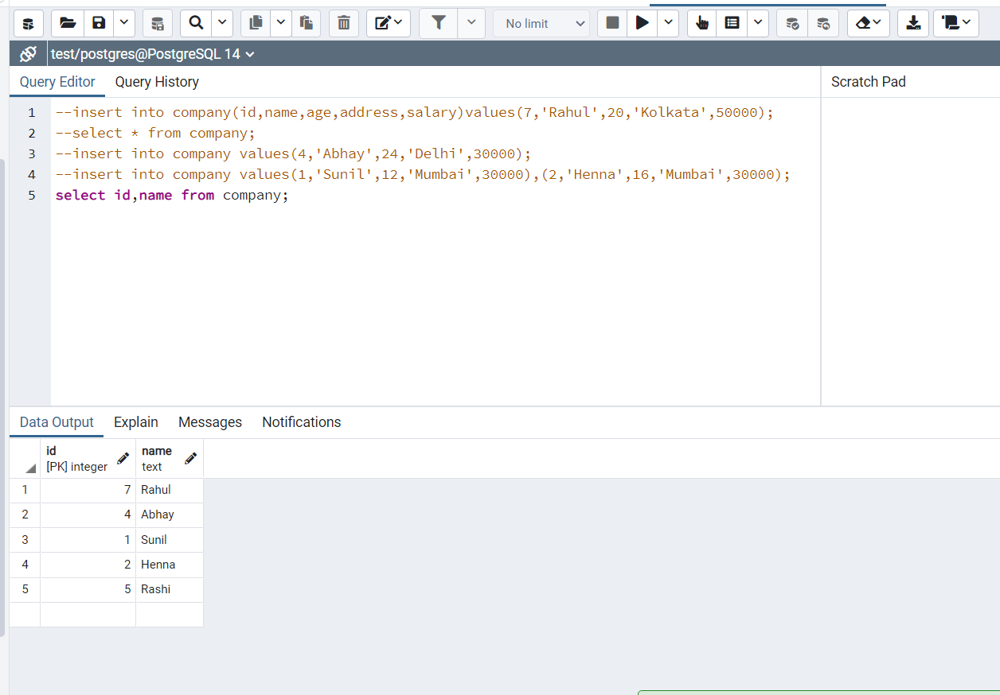 No limit
test/postgres@PostgreSQL 14
Query Editor Query History
Scratch Pad
1 --insert into company(id,name,age,address,salary)values(7,'Rahul',20,'Kolkata',50000);
2 --select * from company;
3 --insert into company values(4,'Abhay',24,'Delhi',30000);
4 --insert into company values(1,'Sunil',12,'Mumbai',30000),(2,'Henna',16,'Mumbai',30000);
5 select id,name from company;
Data Output Explain Messages Notifications
id name
[PK] integer text
1 7 Rahul
2 4 Abhay
3 1 Sunil
4 2 Henna
5 5 Rashi